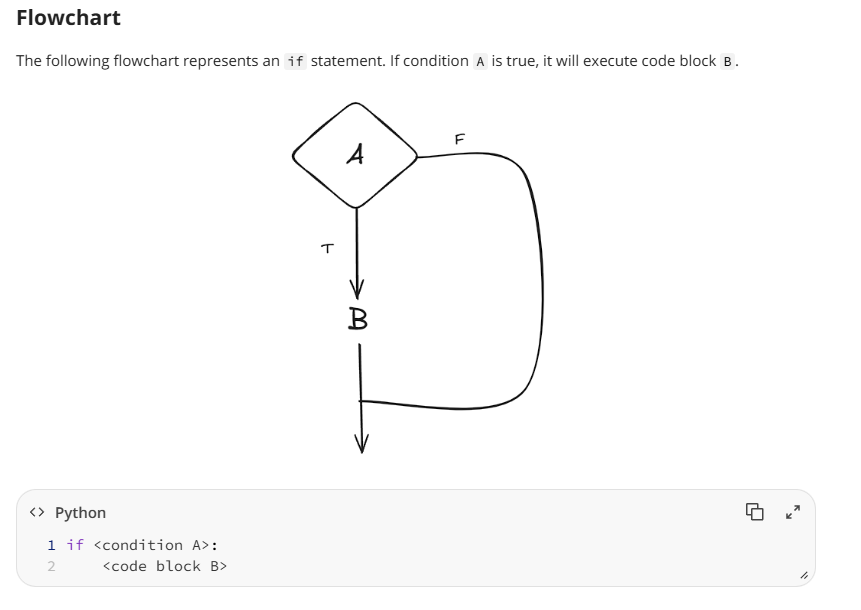 Flowchart
The following flowchart represents an if statement. If condition A is true, it will execute code block B.
A
F
T
B
<> Python
1 if <condition A>:
2     <code block B>